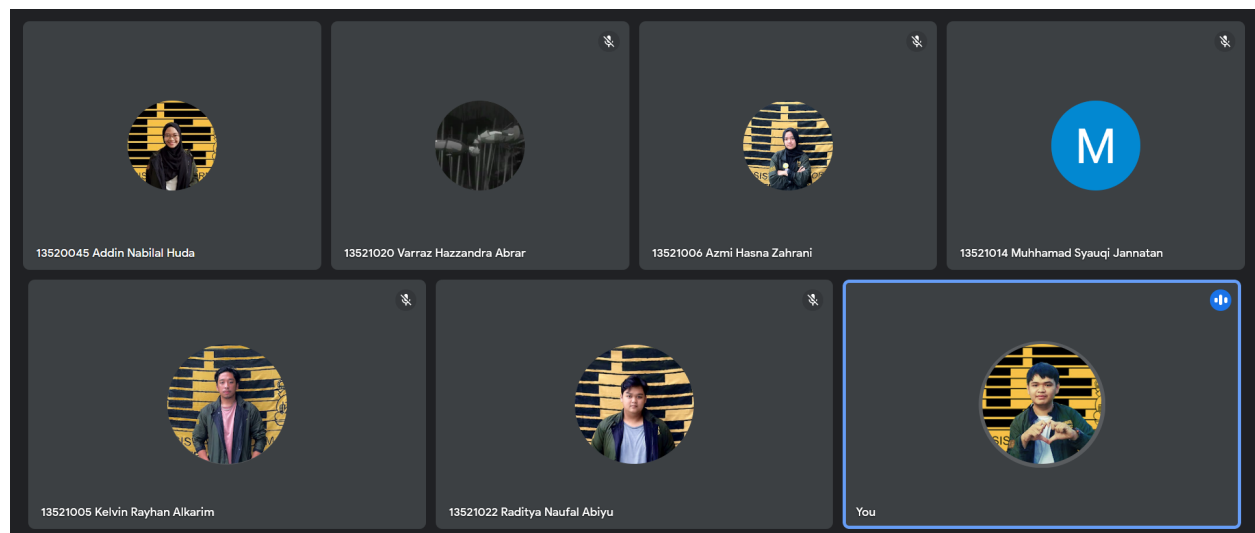 13520045 Addin Nabilal Huda
13521020 Varraz Hazzandra Abrar
13521006 Azmi Hasna Zahrani
M
13521014 Muhhamad Syauqi Jannatan
13521005 Kelvin Rayhan Alkarim
13521022 Raditya Naufal Abiyu
You